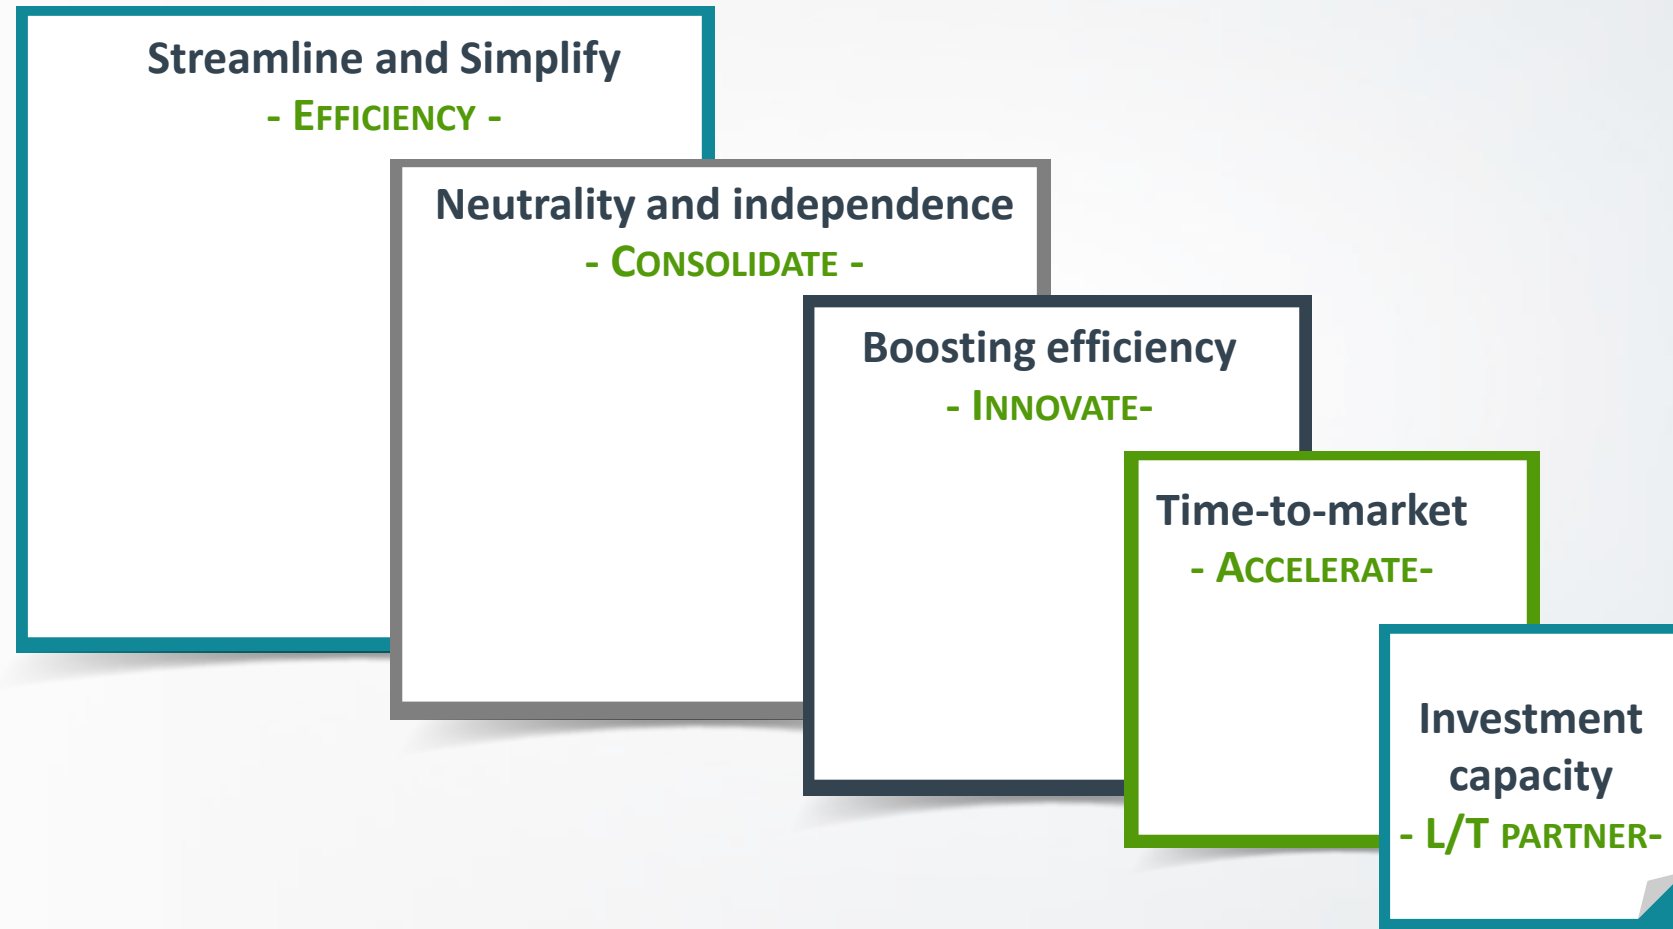 Streamline and Simplify
- EFFICIENCY -
Neutrality and independence
- CONSOLIDATE -
Boosting efficiency
- INNOVATE-
Time-to-market
- ACCELERATE-
Investment
capacity
- L/T PARTNER-